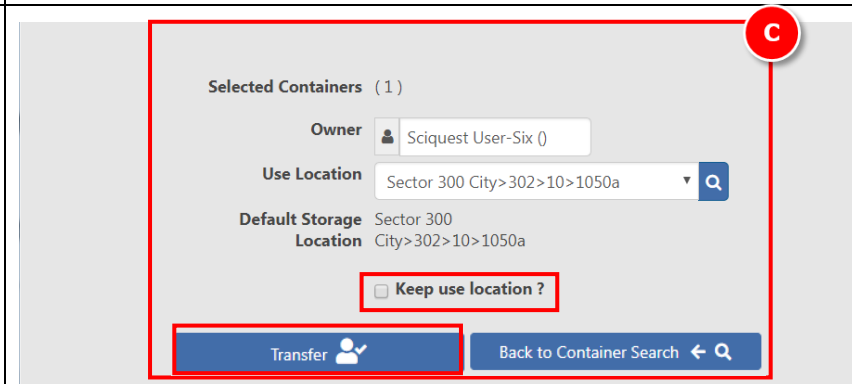 C
Selected Containers ( 1 )
Owner Sciquest User-Six ()
Use Location Sector 300 City>302>10>1050a
Default Storage Sector 300
Location City>302>10>1050a
Keep use location ?
Transfer Back to Container Search